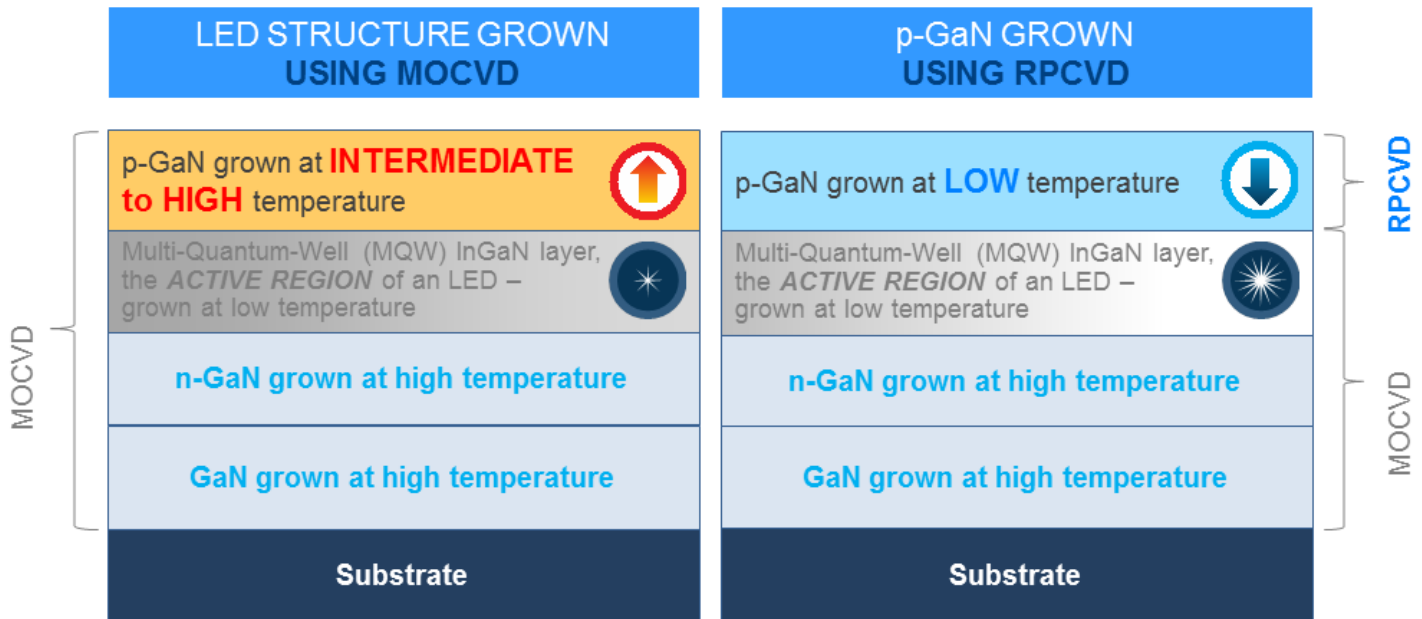 LED STRUCTURE GROWN
USING MOCVD
p-GaN GROWN
USING RPCVD
MOCVD
p-GaN grown at INTERMEDIATE
to HIGH temperature
Multi-Quantum-Well (MQW) InGaN layer,
the ACTIVE REGION of an LED –
grown at low temperature
n-GaN grown at high temperature
GaN grown at high temperature
Substrate
p-GaN grown at LOW temperature
Multi-Quantum-Well (MQW) InGaN layer,
the ACTIVE REGION of an LED –
grown at low temperature
n-GaN grown at high temperature
GaN grown at high temperature
Substrate
RPCVD
MOCVD